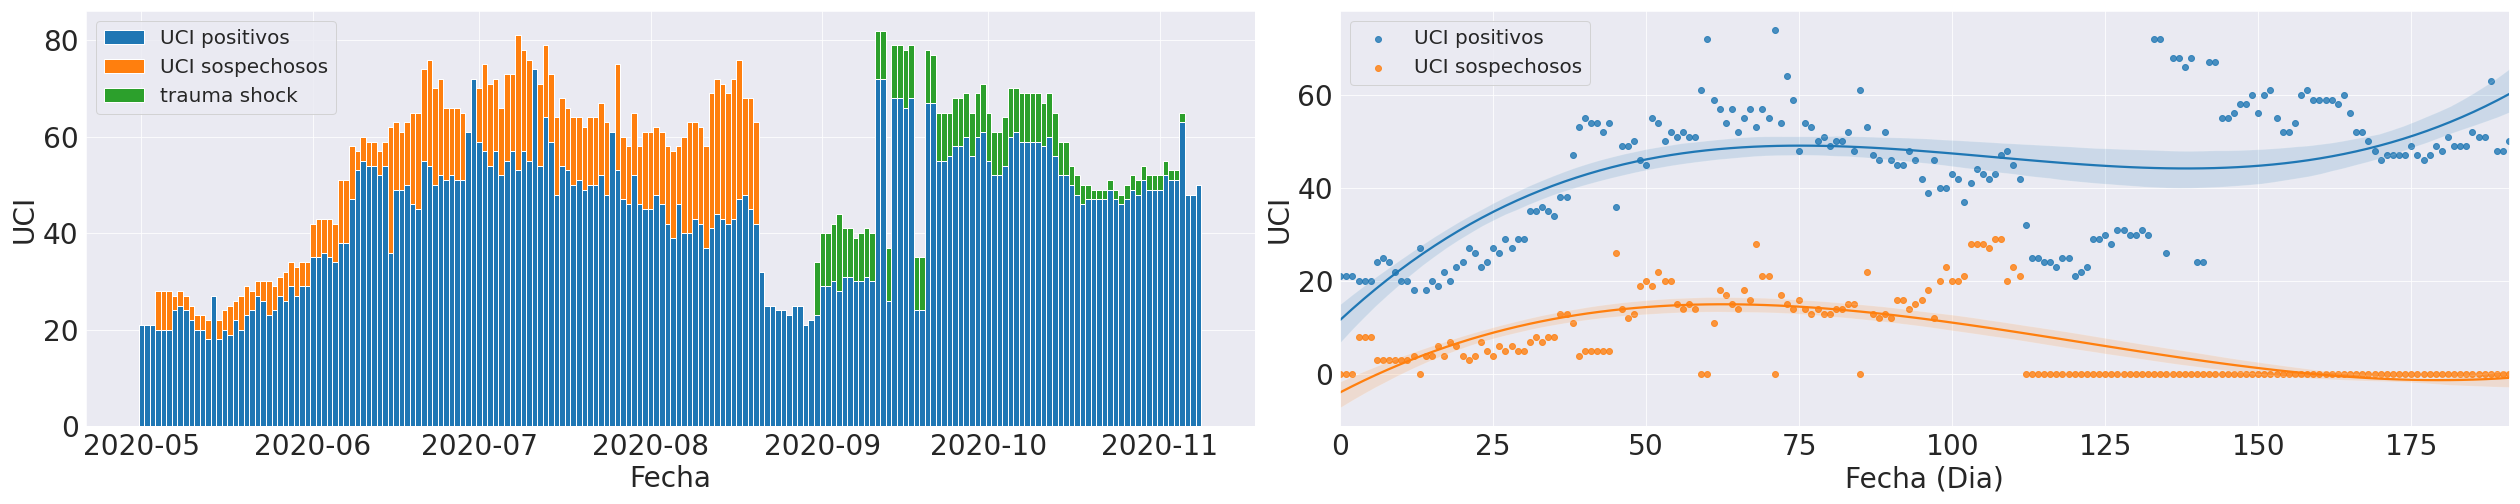 UCI positivos
UCI sospechosos
trauma shock
80
60
40
20
0
UCI
2020-05 2020-06 2020-07 2020-08 2020-09 2020-10 2020-11
Fecha
UCI positivos
UCI sospechosos
60
40
20
0
UCI
0 25 50 75 100 125 150 175
Fecha (Dia)